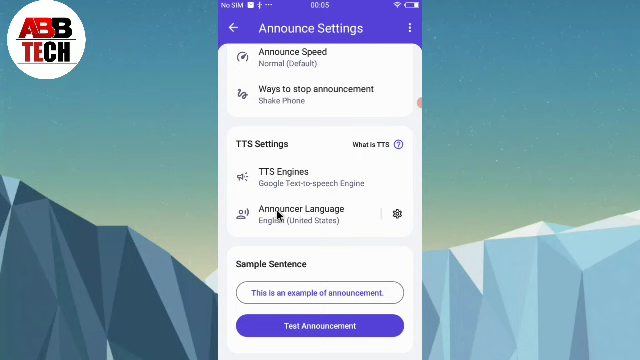 ABB
TECH
No SIM
00:05
Announce Settings
Announce Speed
Normal (Default)
Ways to stop announcement
Shake Phone
TTS Settings
What is TTS ?
TTS Engines
Google Text-to-speech Engine
Announcer Language
English (United States)
Sample Sentence
This is an example of announcement.
Test Announcement